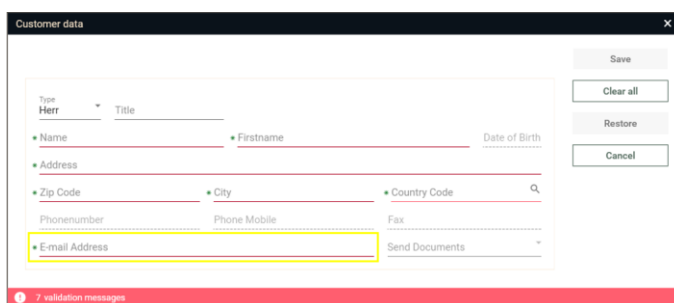 Customer data
×
Save
Clear all
Restore
Cancel
Type
Herr
Title
Name
Firstname
Date of Birth
Address
Zip Code
City
Country Code
Phonenumber
Phone Mobile
Fax
E-mail Address
Send Documents
7 validation messages